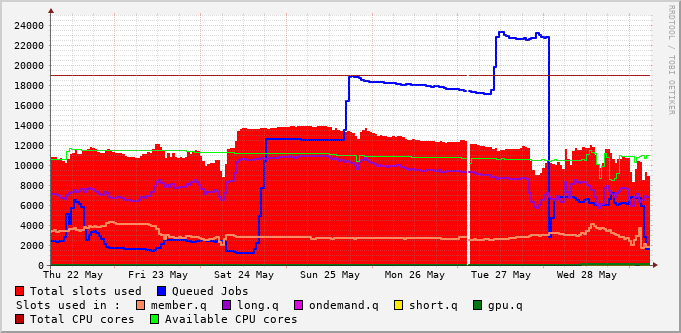 RRDTOOL / TOBI OETIKER
24000
22000
20000
18000
16000
14000
12000
10000
8000
6000
4000
2000
0
Thu 22 May Fri 23 May Sat 24 May Sun 25 May Mon 26 May Tue 27 May Wed 28 May
Total slots used Queued Jobs
Slots used in : member.q long.q ondemand.q short.q gpu.q
Total CPU cores Available CPU cores